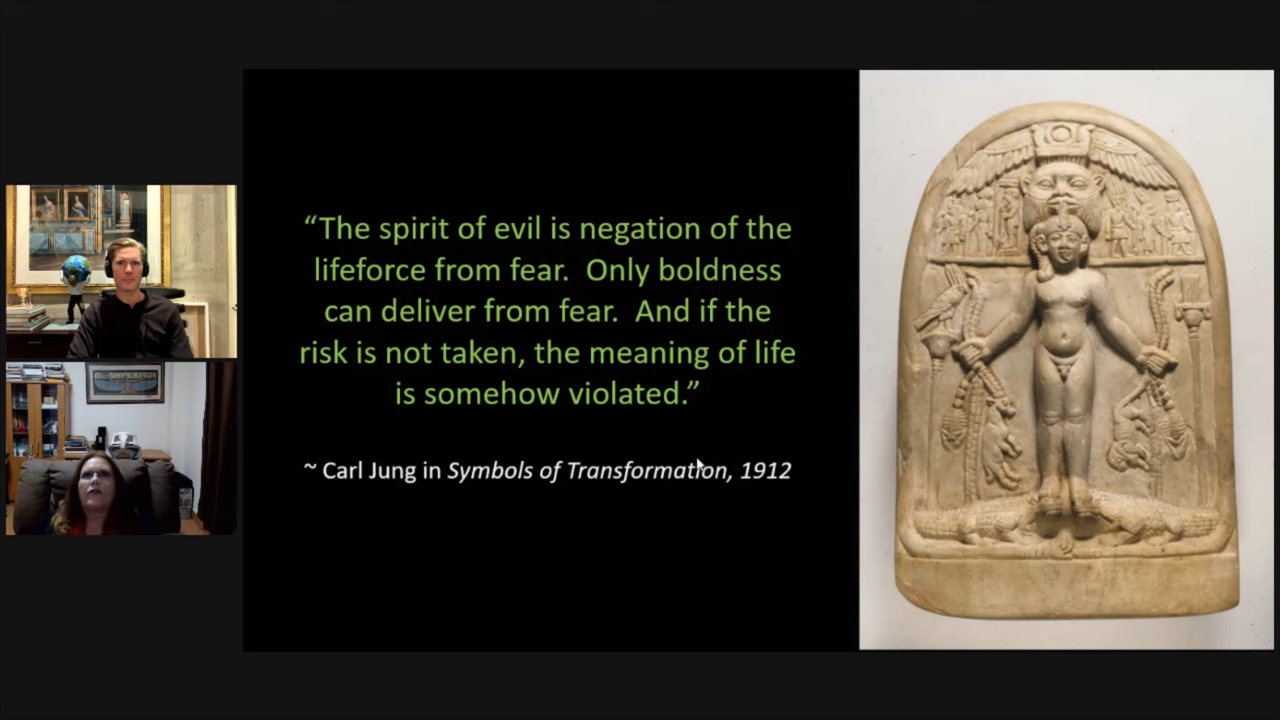 “The spirit of evil is negation of the
lifeforce from fear.  Only boldness
can deliver from fear.  And if the
risk is not taken, the meaning of life
is somehow violated.”
~ Carl Jung in Symbols of Transformation, 1912